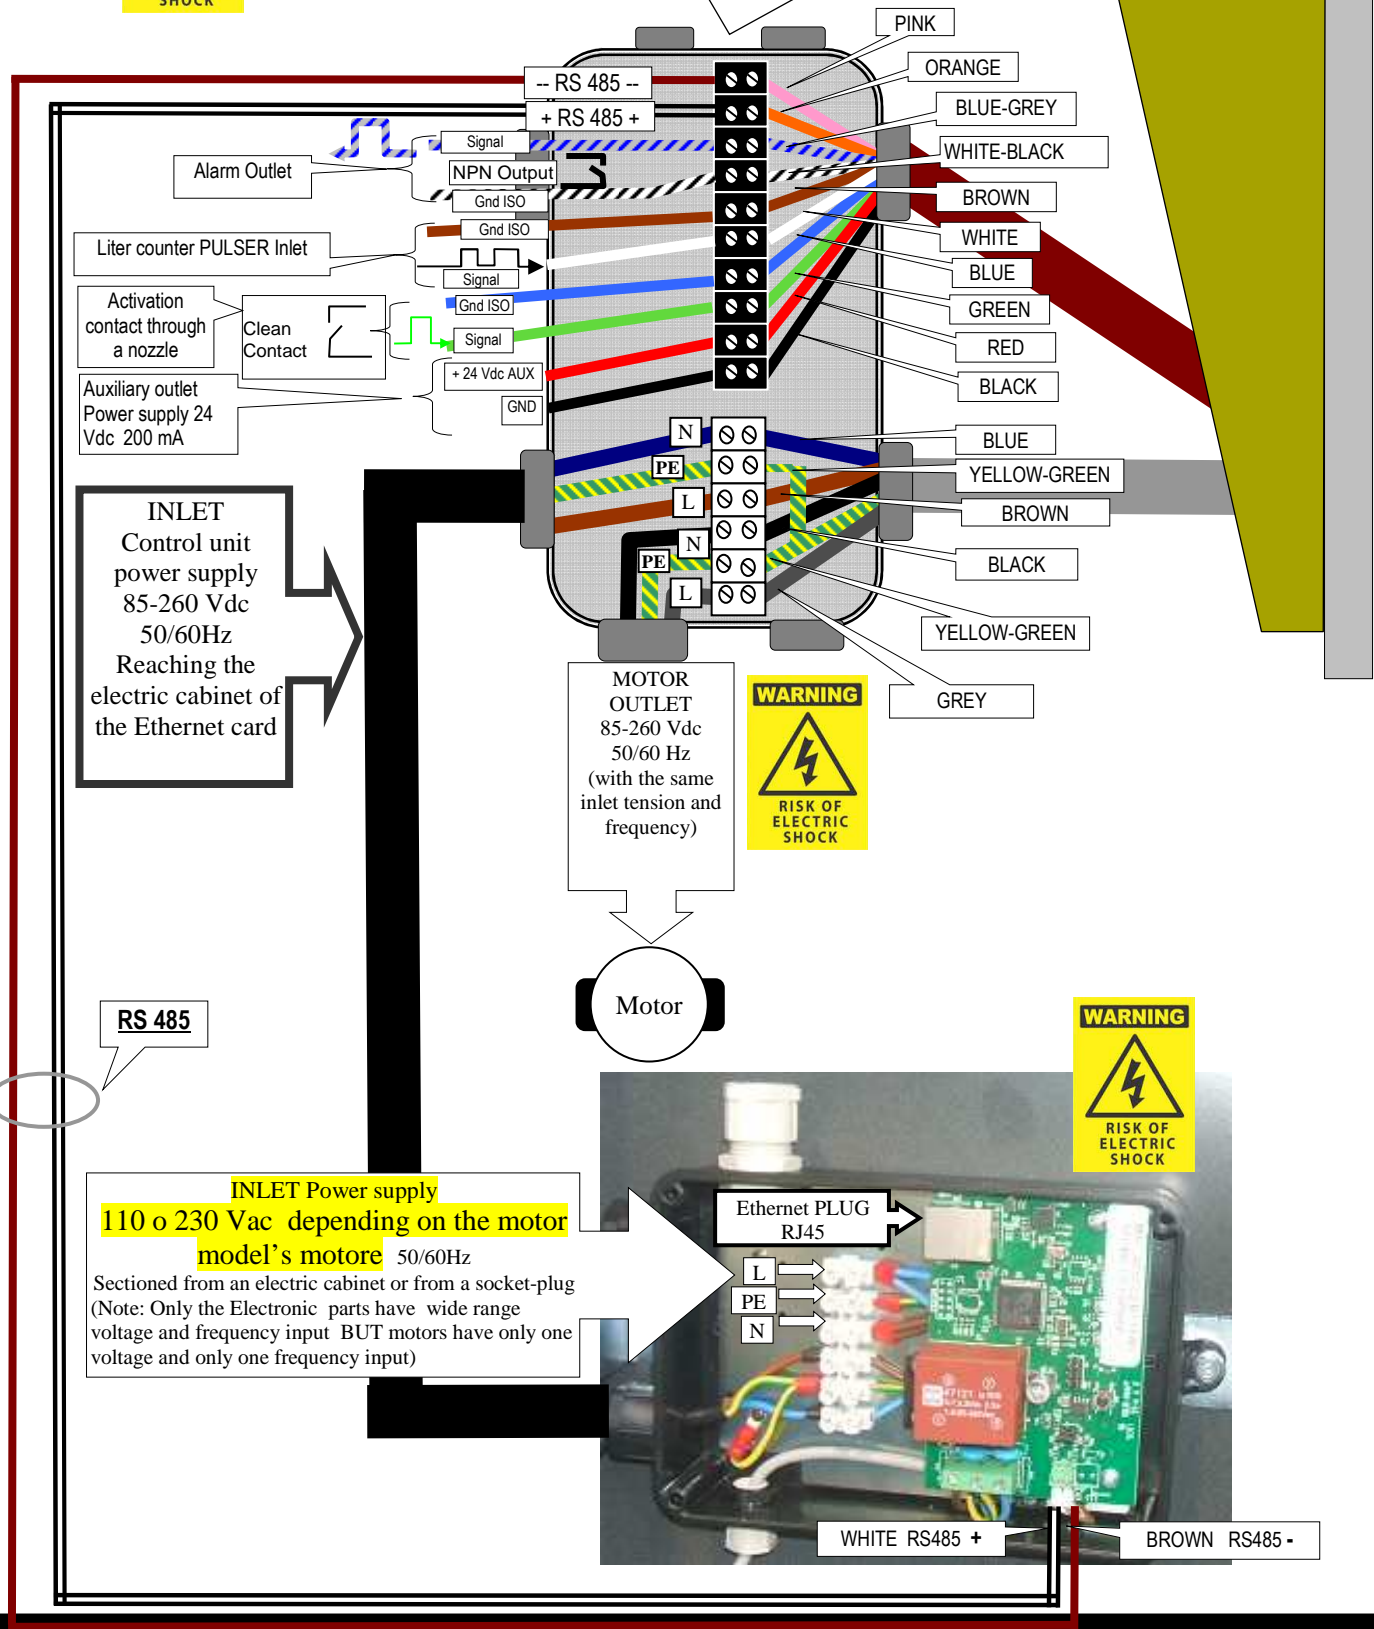 SHOCK
PINK
-- RS 485 --
ORANGE
+ RS 485 +
BLUE-GREY
Signal
WHITE-BLACK
Alarm Outlet
NPN Output
Gnd ISO
BROWN
Gnd ISO
WHITE
Liter counter PULSER Inlet
Signal
BLUE
Activation
contact through
a nozzle
Clean
Contact
Gnd ISO
GREEN
Signal
RED
+ 24 Vdc AUX
BLACK
Auxiliary outlet
Power supply 24
Vdc 200 mA
GND
N
BLUE
PE
YELLOW-GREEN
L
BROWN
N
PE
BLACK
L
YELLOW-GREEN
GREY
INLET
Control unit
power supply
85-260 Vdc
50/60Hz
Reaching the
electric cabinet of
the Ethernet card
MOTOR
OUTLET
85-260 Vdc
50/60 Hz
(with the same
inlet tension and
frequency)
WARNING
RISK OF
ELECTRIC
SHOCK
Motor
RS 485
WARNING
RISK OF
ELECTRIC
SHOCK
INLET Power supply
110 o 230 Vac depending on the motor
model’s motore 50/60Hz
Sectioned from an electric cabinet or from a socket-plug
(Note: Only the Electronic parts have wide range
voltage and frequency input BUT motors have only one
voltage and only one frequency input)
Ethernet PLUG
RJ45
L
PE
N
WHITE RS485 +
BROWN RS485 -